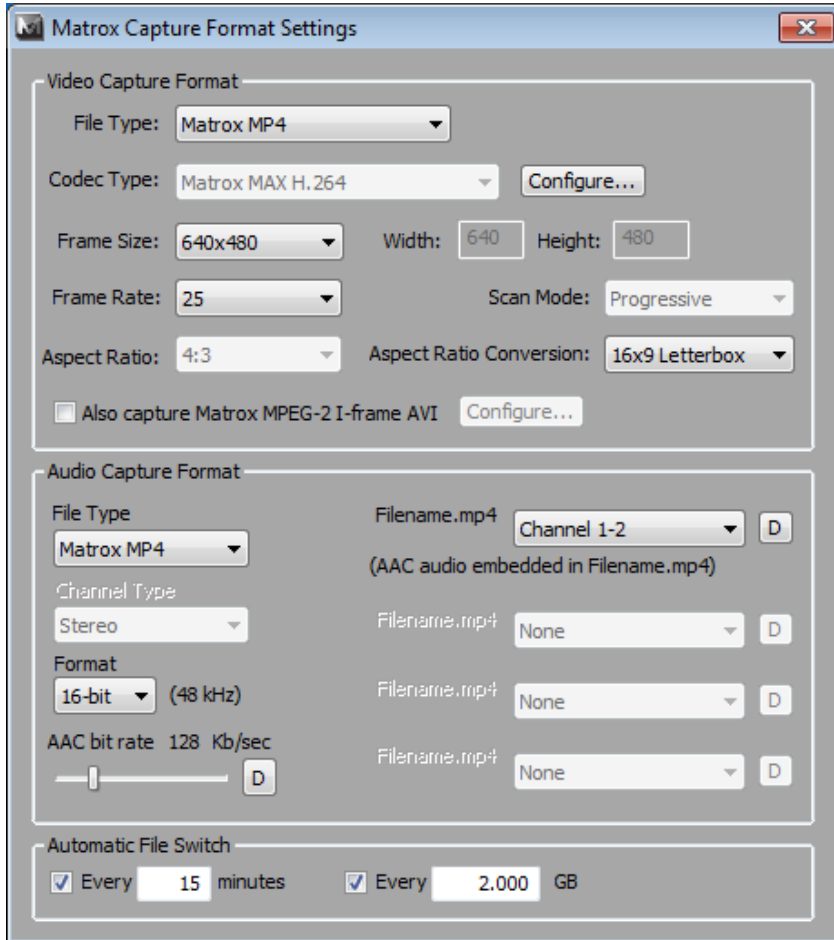 Matrox Capture Format Settings
Video Capture Format
File Type: Matrox MP4
Codec Type: Matrox MAX H.264 Configure...
Frame Size: 640x480 Width: 640 Height: 480
Frame Rate: 25 Scan Mode: Progressive
Aspect Ratio: 4:3 Aspect Ratio Conversion: 16x9 Letterbox
Also capture Matrox MPEG-2 I-frame AVI Configure...
Audio Capture Format
File Type
Matrox MP4
Filename.mp4 Channel 1-2 D
(AAC audio embedded in Filename.mp4)
Channel Type
Stereo
Filename.mp4 None D
Format
16-bit (48 kHz)
Filename.mp4 None D
AAC bit rate 128 Kb/sec
D
Filename.mp4 None D
Automatic File Switch
Every 15 minutes Every 2.000 GB